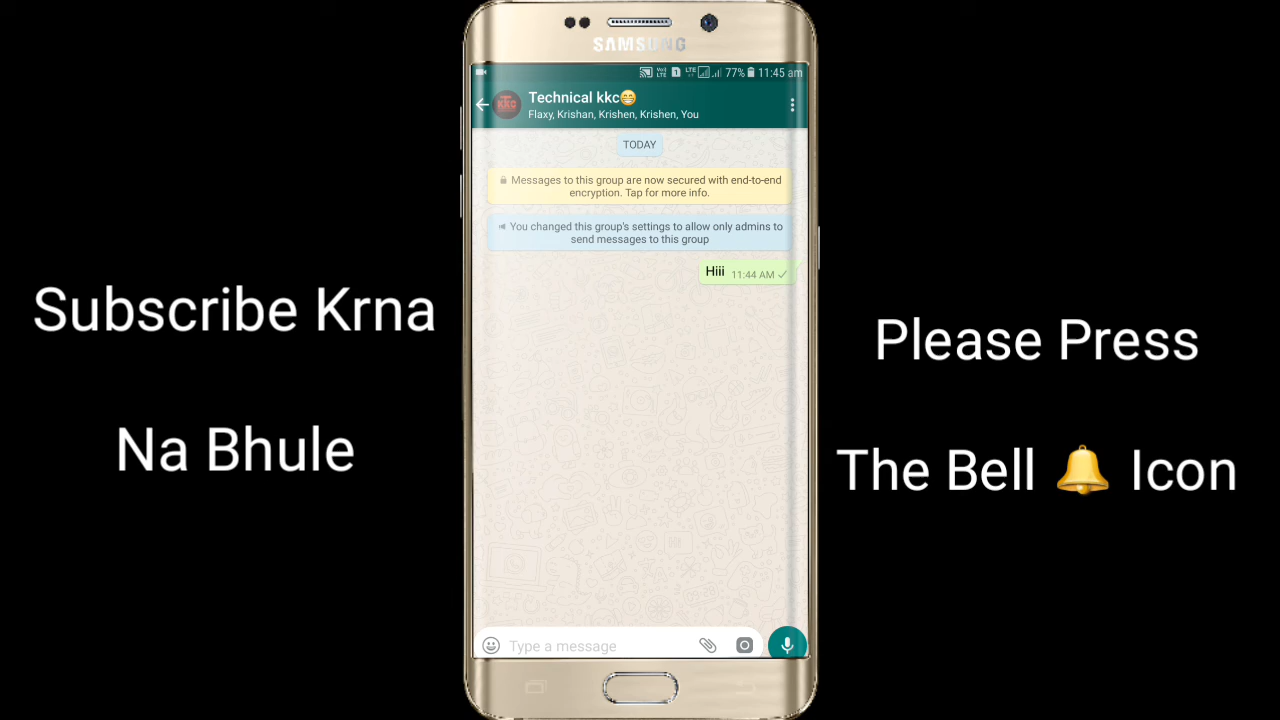 SAMSUNG
77% 11:45 am
Technical kkc😁
Flaxy, Krishan, Krishen, Krishen, You
TODAY
Messages to this group are now secured with end-to-end
encryption. Tap for more info.
You changed this group's settings to allow only admins to
send messages to this group
Hiii 11:44 AM
Type a message
Subscribe Krna
Na Bhule
Please Press
The Bell 🔔 Icon